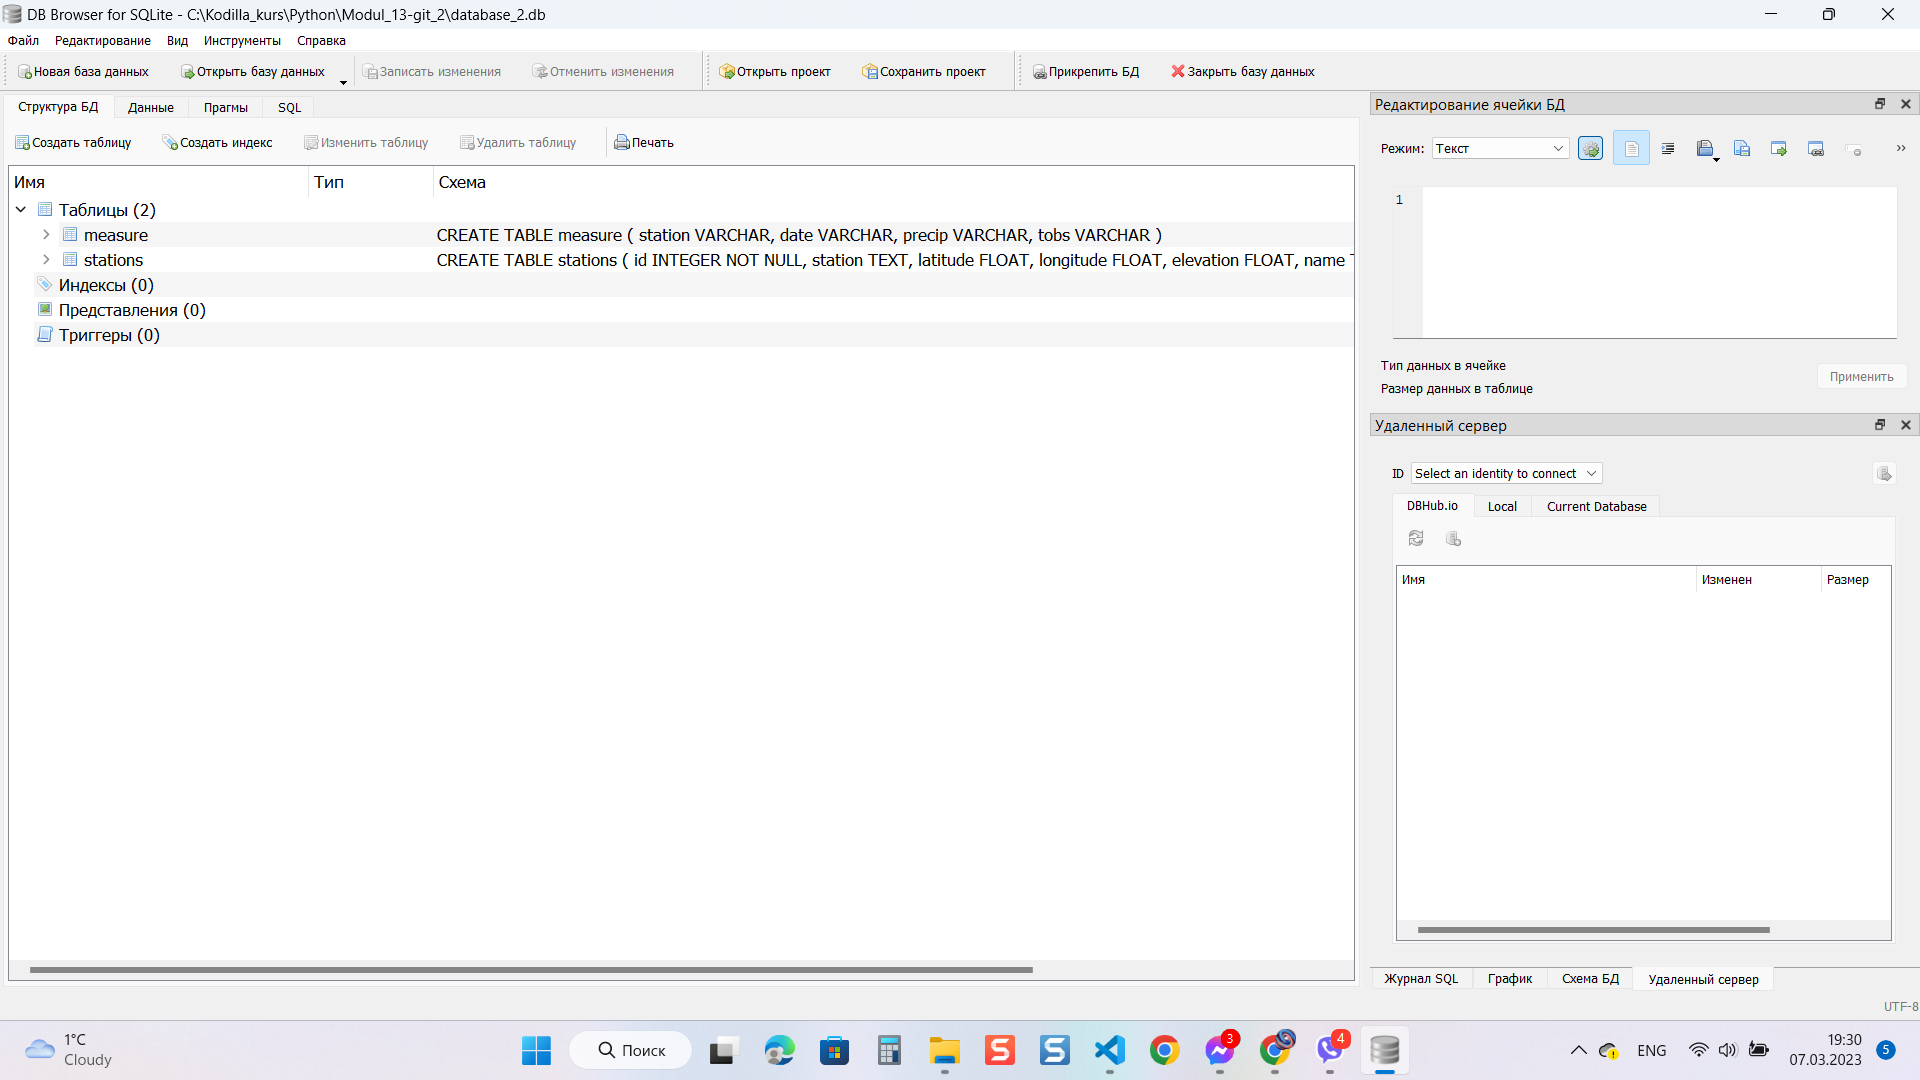 DB Browser for SQLite - C:\Kodilla_kurs\Python\Modul_13-git_2\database_2.db
Файл Редактирование Вид Инструменты Справка
Новая база данных Открыть базу данных Записать изменения Отменить изменения Открыть проект Сохранить проект Прикрепить БД Закрыть базу данных
Структура БД Данные Прагмы SQL
Создать таблицу Создать индекс Изменить таблицу Удалить таблицу Печать
Имя Тип Схема
Таблицы (2)
measure CREATE TABLE measure ( station VARCHAR, date VARCHAR, precip VARCHAR, tobs VARCHAR )
stations CREATE TABLE stations ( id INTEGER NOT NULL, station TEXT, latitude FLOAT, longitude FLOAT, elevation FLOAT, name
Индексы (0)
Представления (0)
Триггеры (0)
Редактирование ячейки БД
Режим: Текст
1
Тип данных в ячейке
Размер данных в таблице
Применить
Удаленный сервер
ID Select an identity to connect
DBHub.io Local Current Database
Имя Изменен Размер
Журнал SQL График Схема БД Удаленный сервер
UTF-8
1°C
Cloudy
Поиск
3
4
ENG
19:30
07.03.2023
5